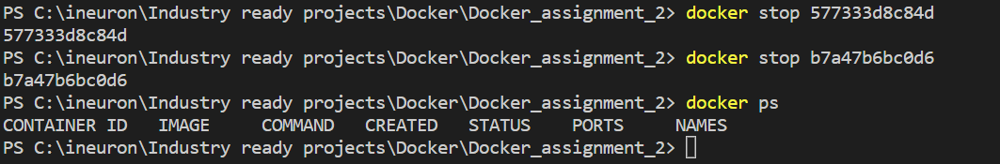 PS C:\ineuron\Industry ready projects\Docker\Docker_assignment_2> docker stop 577333d8c84d
577333d8c84d
PS C:\ineuron\Industry ready projects\Docker\Docker_assignment_2> docker stop b7a47b6bc0d6
b7a47b6bc0d6
PS C:\ineuron\Industry ready projects\Docker\Docker_assignment_2> docker ps
CONTAINER ID   IMAGE     COMMAND   CREATED   STATUS    PORTS     NAMES
PS C:\ineuron\Industry ready projects\Docker\Docker_assignment_2>